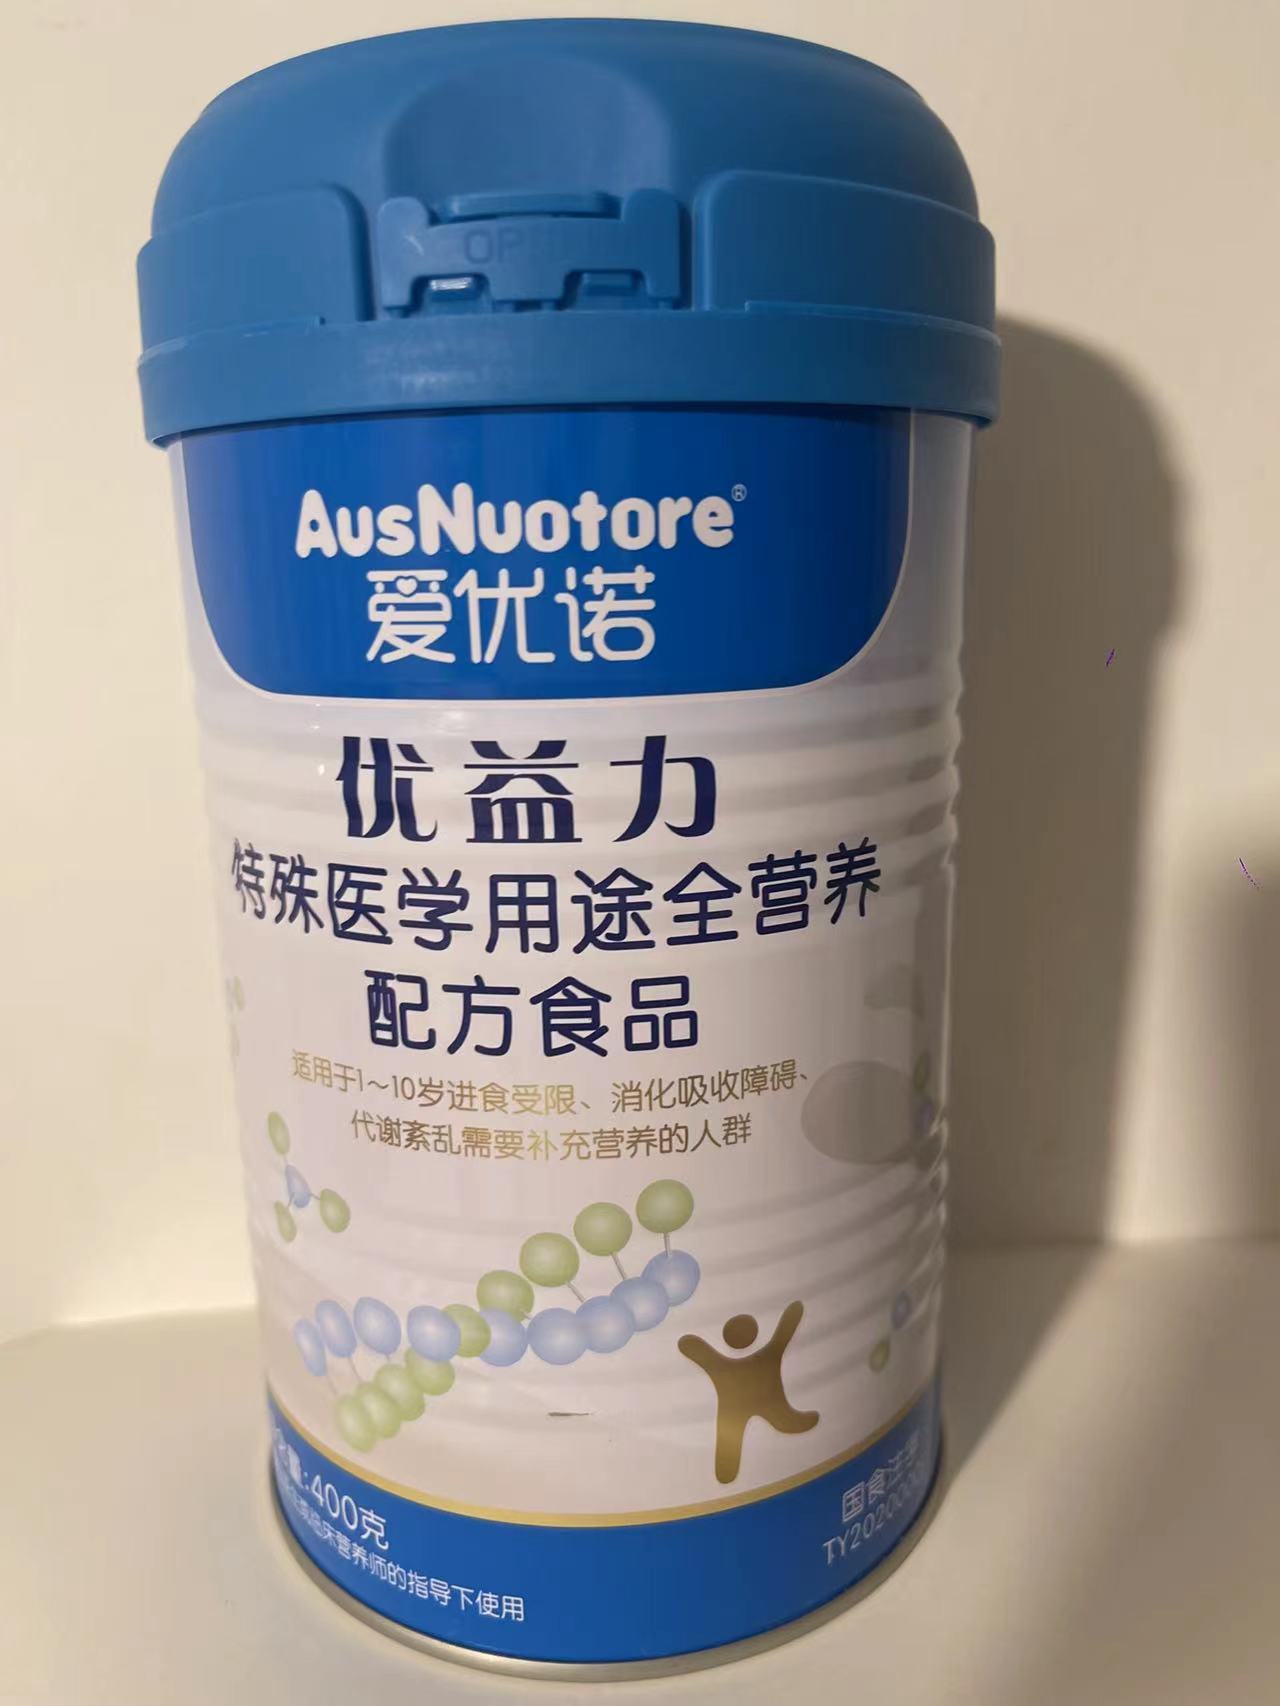 OPEN
AusNuotore®
爱优诺
优益力
特殊医学用途全营养
配方食品
适用于1~10岁进食受限、消化吸收障碍、
代谢紊乱需要补充营养的人群
量:400克
临床营养师的指导下使用
国食注字
TY202000